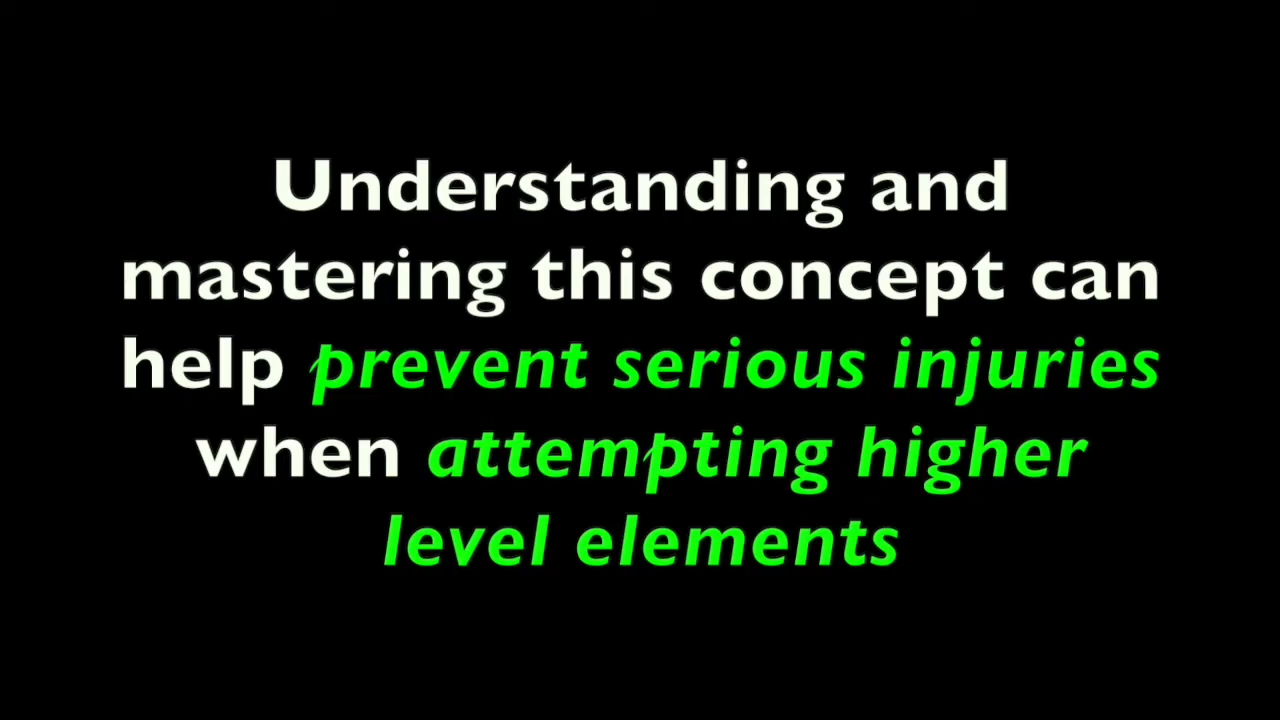 Understanding and
mastering this concept can
help prevent serious injuries
when attempting higher
level elements